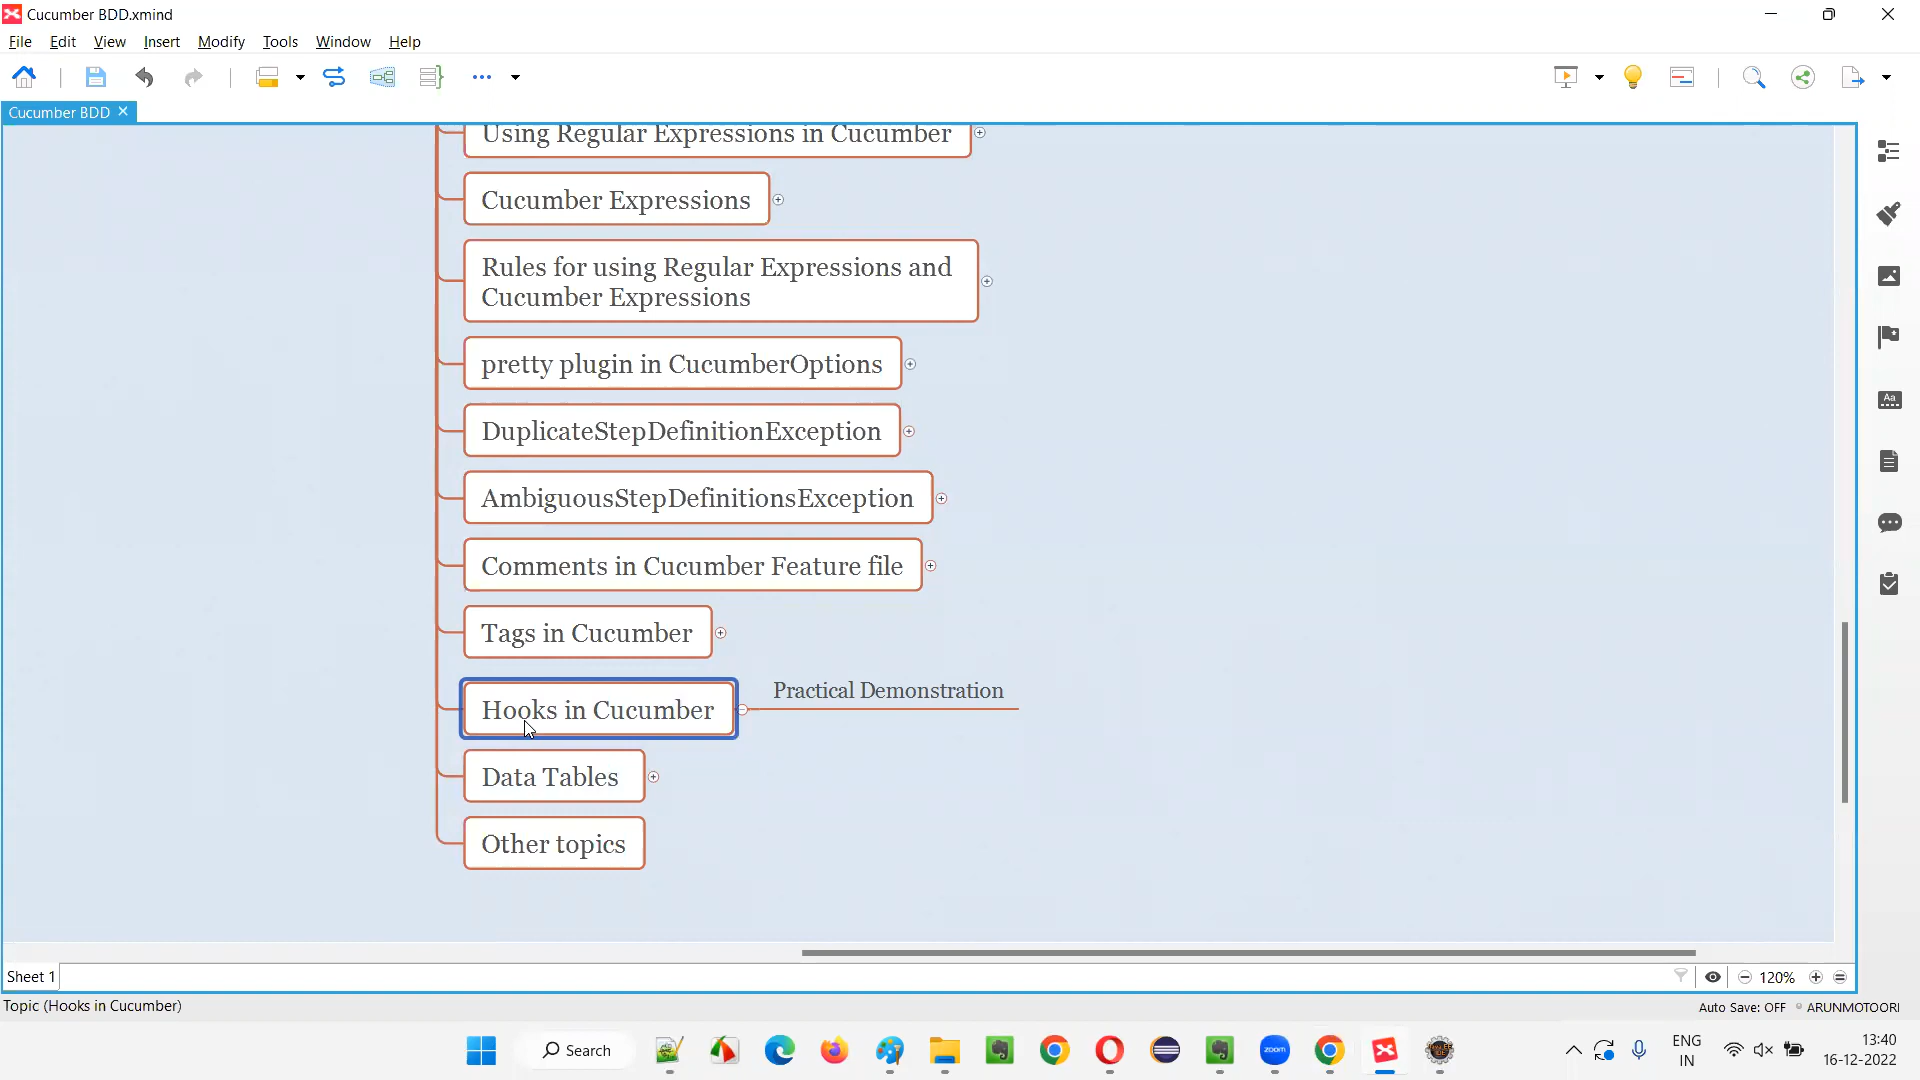 Cucumber BDD.xmind
File Edit View Insert Modify Tools Window Help
Cucumber BDD
Using Regular Expressions in Cucumber
Cucumber Expressions
Rules for using Regular Expressions and
Cucumber Expressions
pretty plugin in CucumberOptions
DuplicateStepDefinitionException
AmbiguousStepDefinitionsException
Comments in Cucumber Feature file
Tags in Cucumber
Hooks in Cucumber
Practical Demonstration
Data Tables
Other topics
Aa
Sheet 1
120%
Topic (Hooks in Cucumber)
Auto Save: OFF
ARUNMOTOORI
Search
zoom
ENG
IN
13:40
16-12-2022